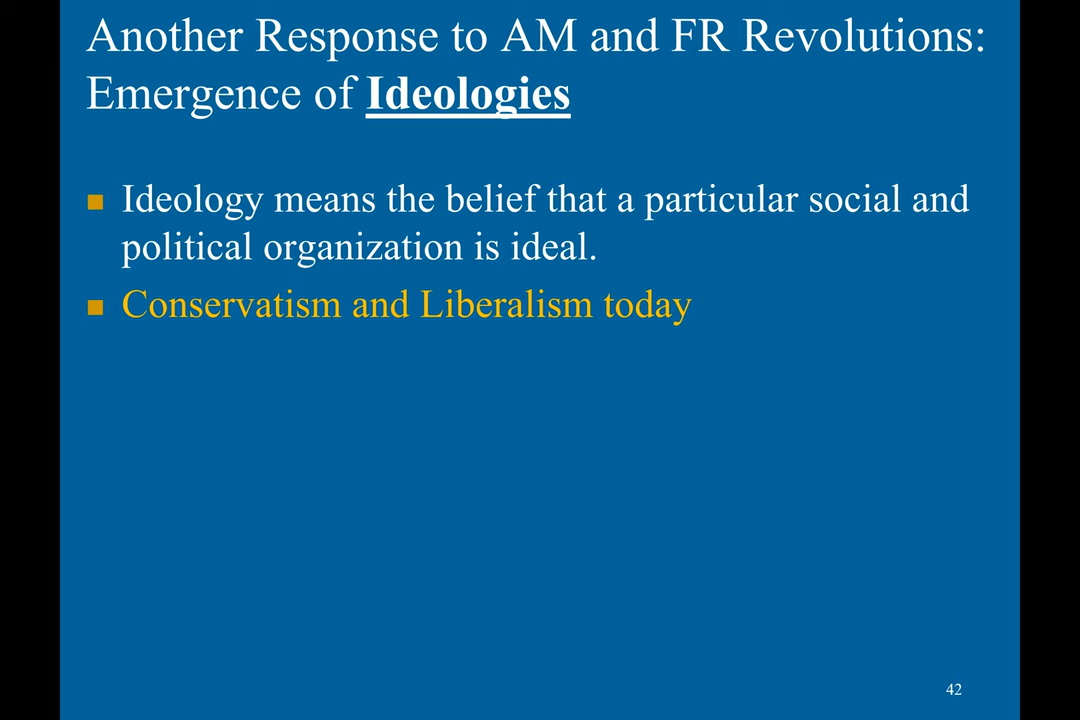 Another Response to AM and FR Revolutions:
Emergence of Ideologies
Ideology means the belief that a particular social and
political organization is ideal.
Conservatism and Liberalism today
42